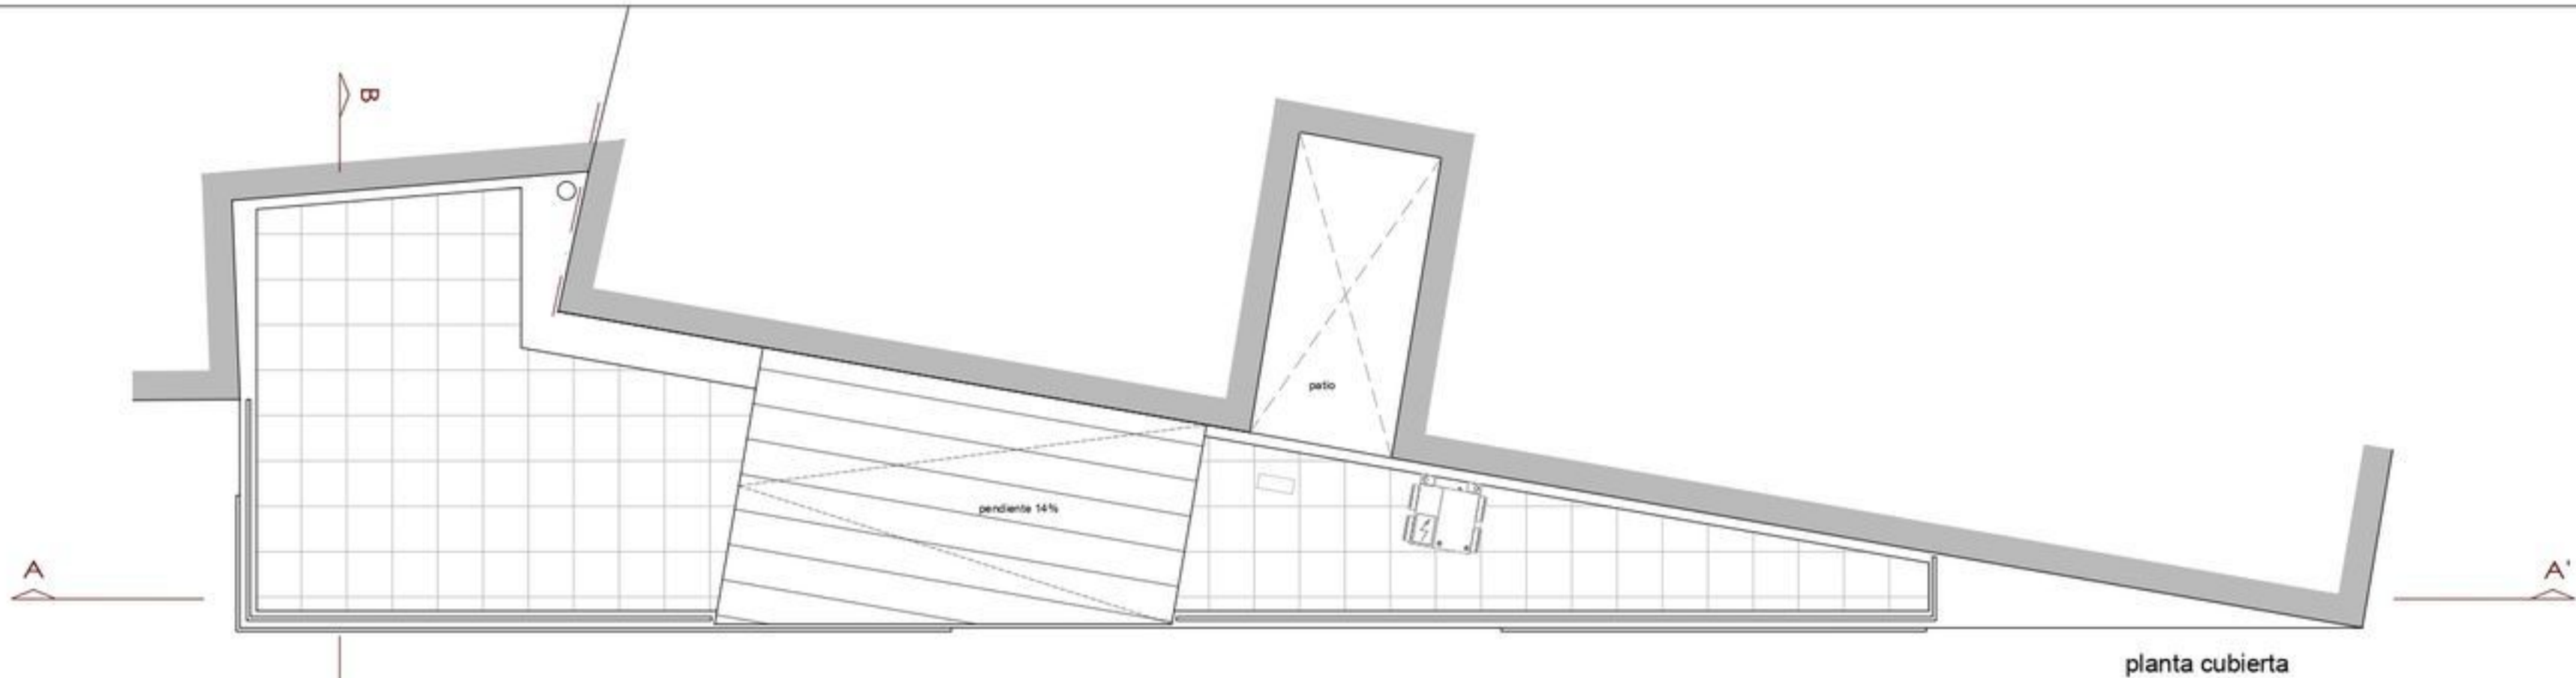 B
patio
pendiente 14%
A
A'
planta cubierta